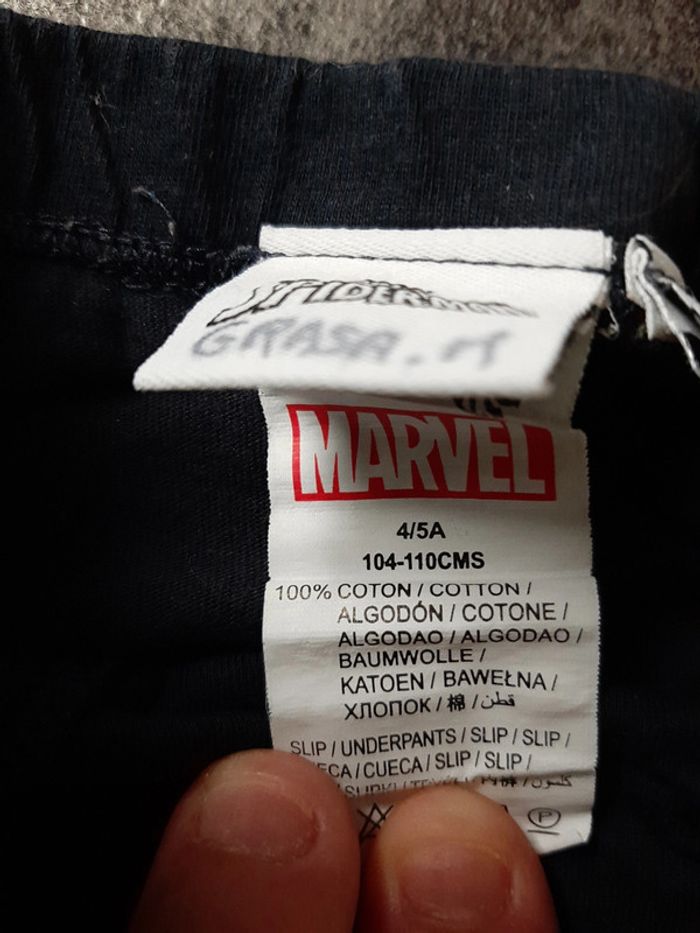 SPIDER-MAN
GRASA. M
MARVEL
4/5A
104-110CMS
100% COTON / COTTON /
ALGODÓN / COTONE /
ALGODAO / ALGODAO /
BAUMWOLLE /
KATOEN / BAWEŁNA /
ХЛОПОК / 棉 / قطن
SLIP / UNDERPANTS / SLIP / SLIP /
CUECA / SLIP / SLIP /
P